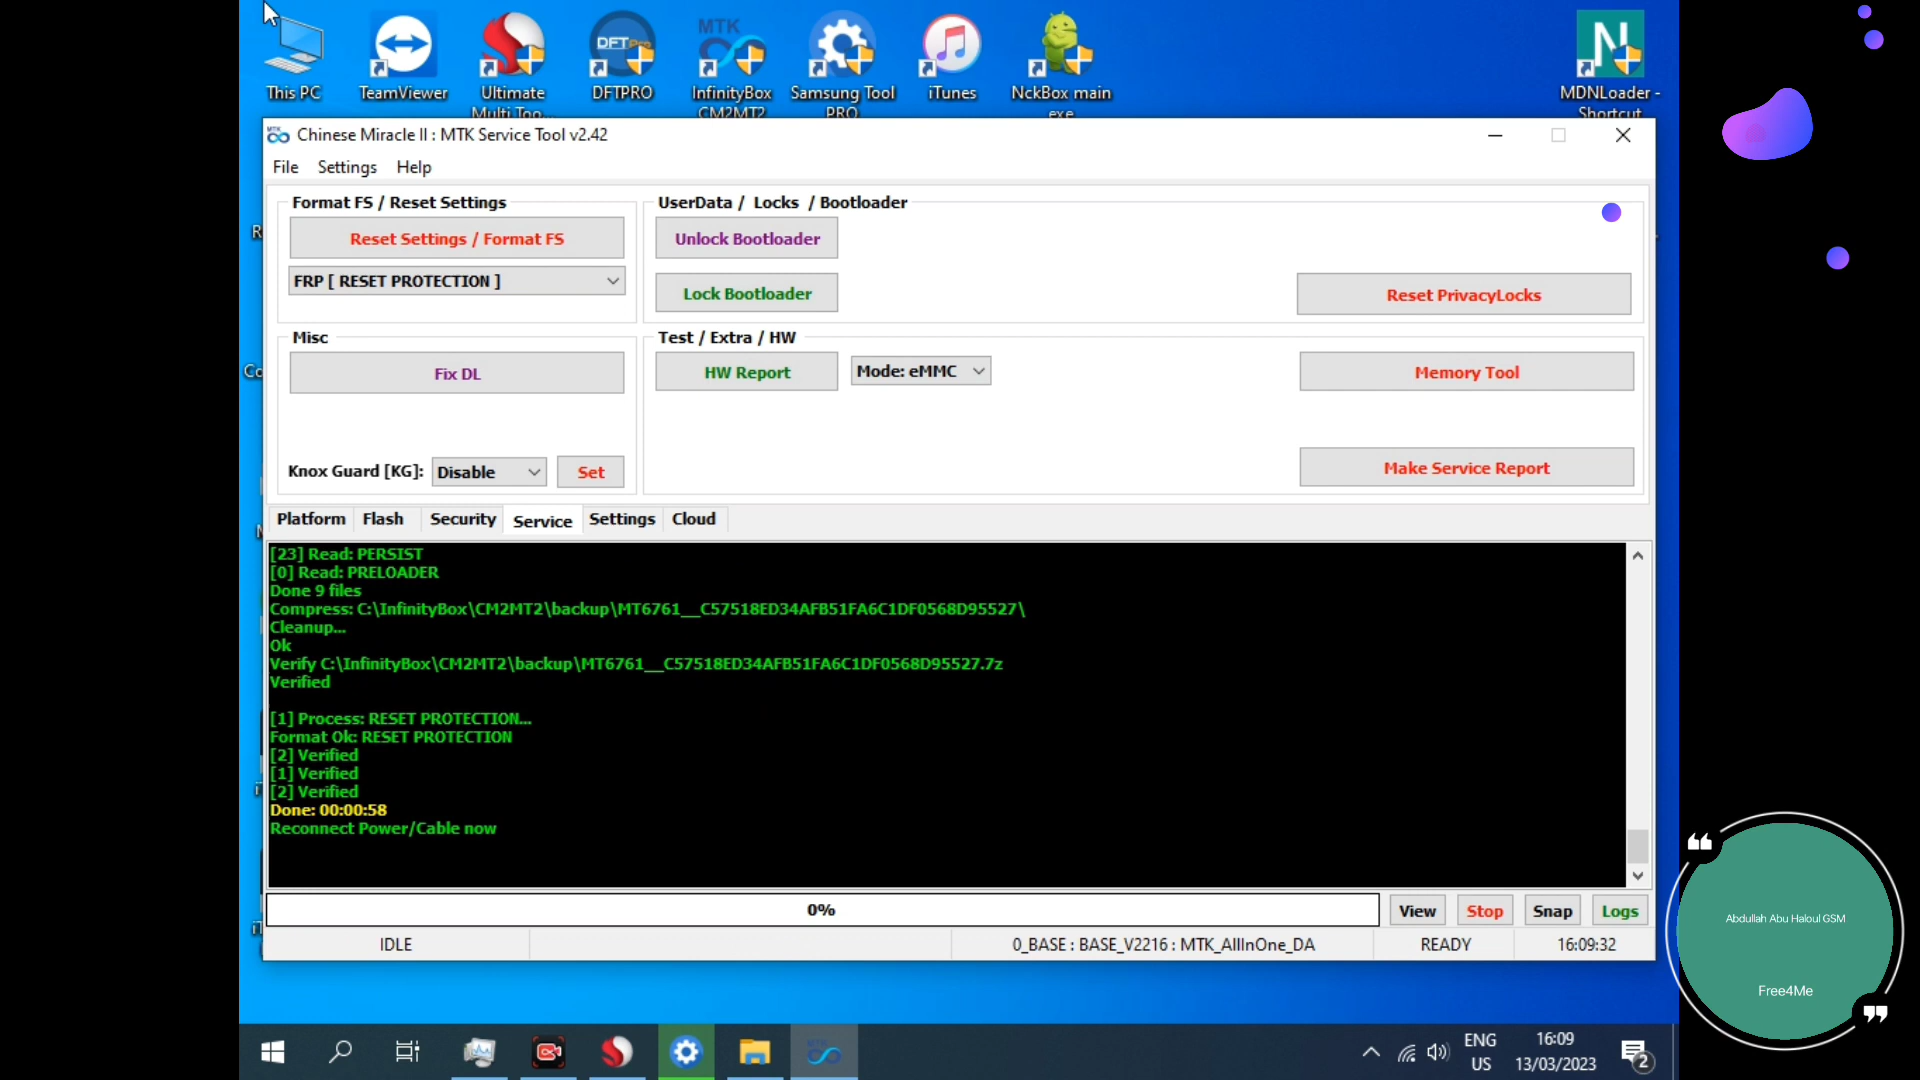 This PC
TeamViewer
Ultimate
Multi Too...
DFTPRO
InfinityBox
CM2MT2
Samsung Tool
PRO
iTunes
NckBox main
exe
MDNLoader -
Shortcut
Chinese Miracle II : MTK Service Tool v2.42
File Settings Help
Format FS / Reset Settings
Reset Settings / Format FS
FRP [ RESET PROTECTION ]
UserData / Locks / Bootloader
Unlock Bootloader
Lock Bootloader
Reset PrivacyLocks
Misc
Fix DL
Knox Guard [KG]: Disable Set
Test / Extra / HW
HW Report Mode: eMMC
Memory Tool
Make Service Report
Platform Flash Security Service Settings Cloud
[23] Read: PERSIST
[0] Read: PRELOADER
Done 9 files
Compress: C:\InfinityBox\CM2MT2\backup\MT6761__C57518ED34AFB51FA6C1DF0568D95527\
Cleanup...
Ok
Verify C:\InfinityBox\CM2MT2\backup\MT6761__C57518ED34AFB51FA6C1DF0568D95527.7z
Verified
[1] Process: RESET PROTECTION...
Format Ok: RESET PROTECTION
[2] Verified
[1] Verified
[2] Verified
Done: 00:00:58
Reconnect Power/Cable now
0%
View Stop Snap Logs
IDLE
0_BASE : BASE_V2216 : MTK_AllInOne_DA
READY
16:09:32
ENG
US
16:09
13/03/2023
2
Abdullah Abu Haloul GSM
Free4Me